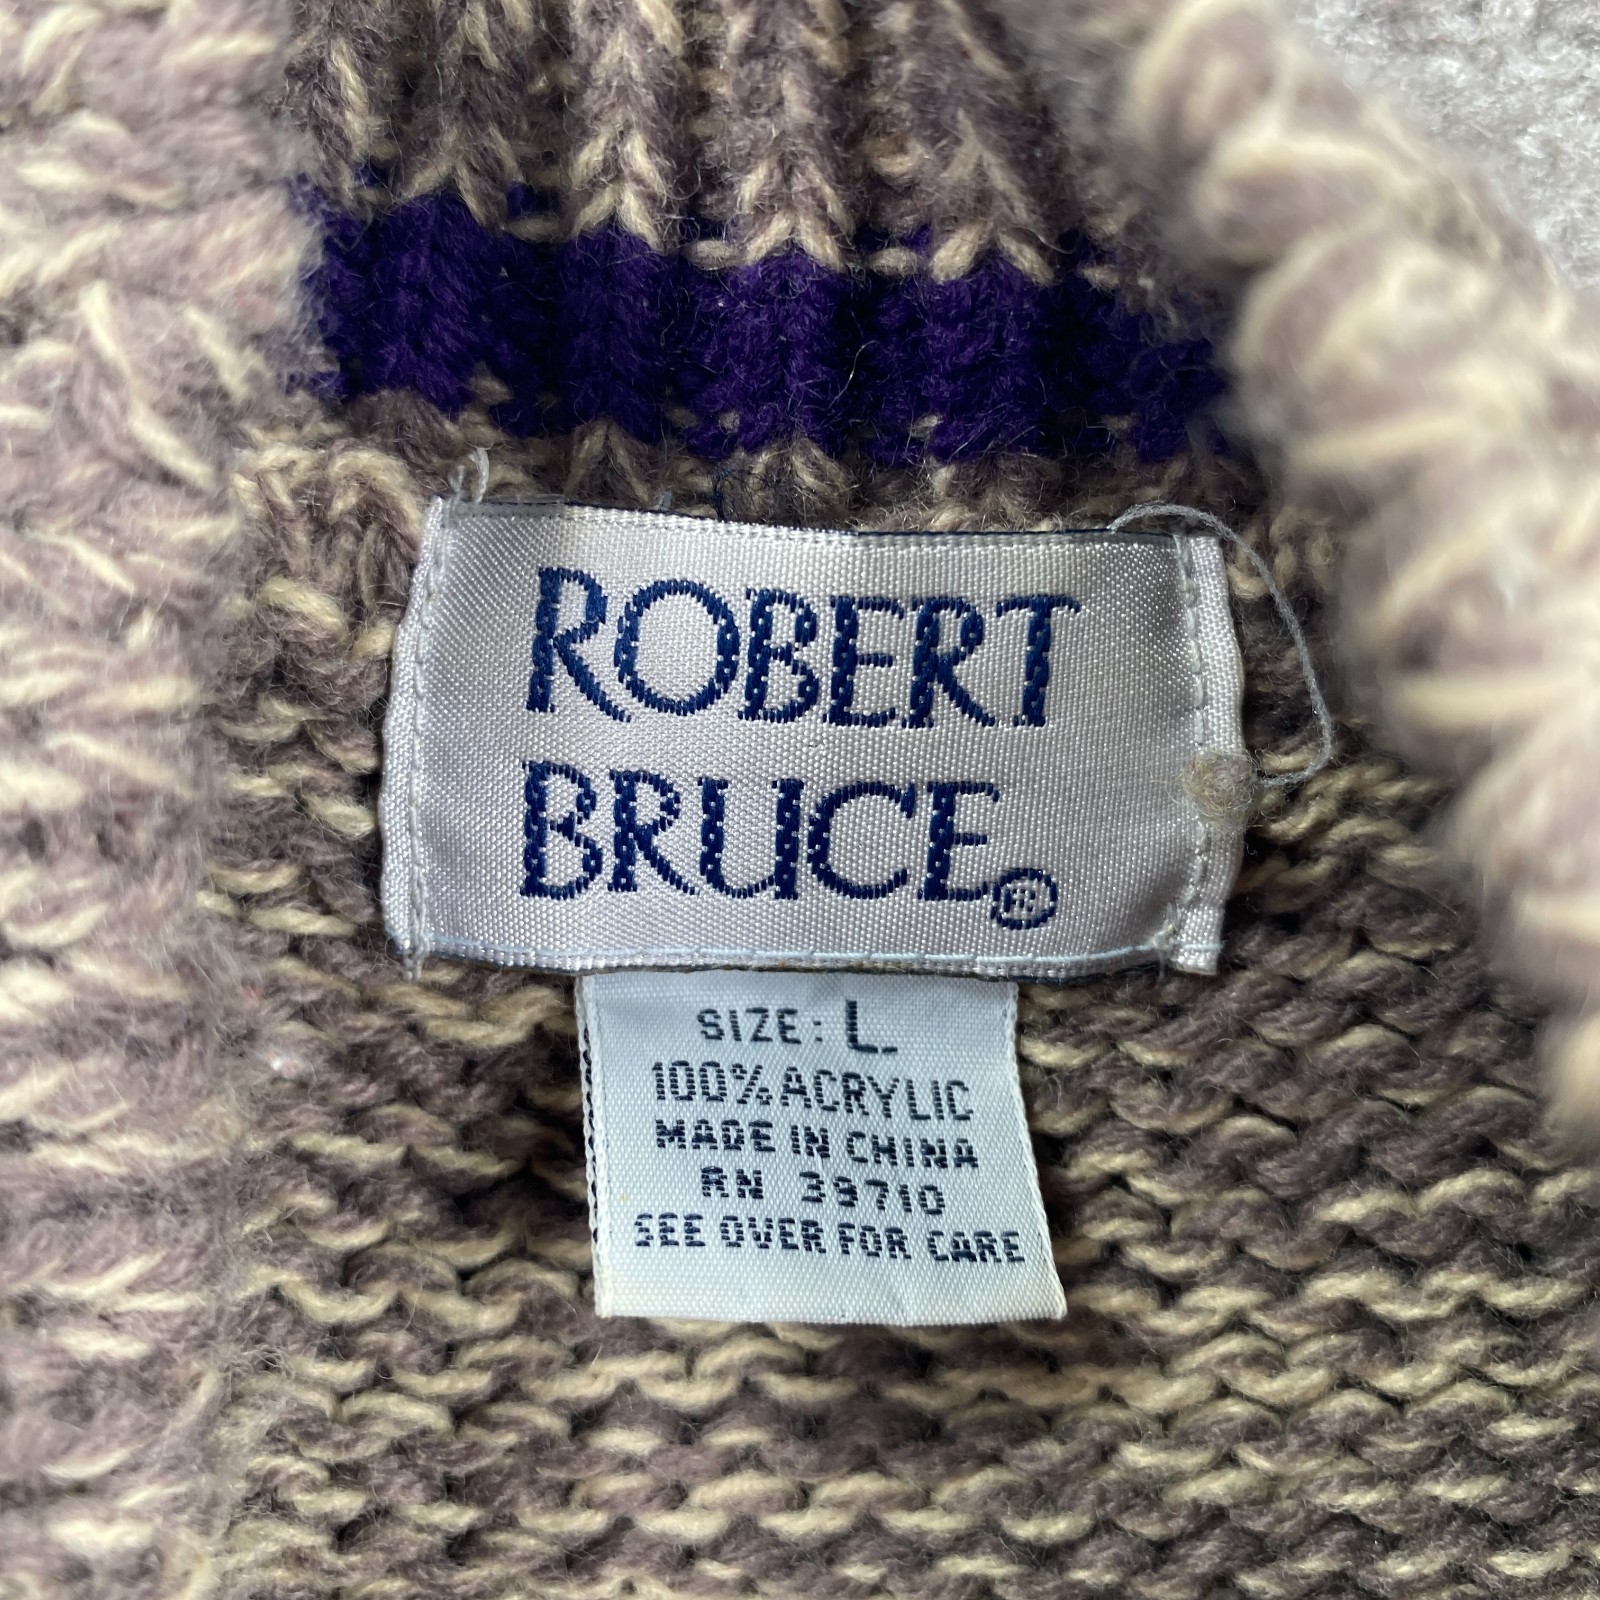 ROBERT
BRUCE®
SIZE: L
100% ACRYLIC
MADE IN CHINA
RN 39710
SEE OVER FOR CARE